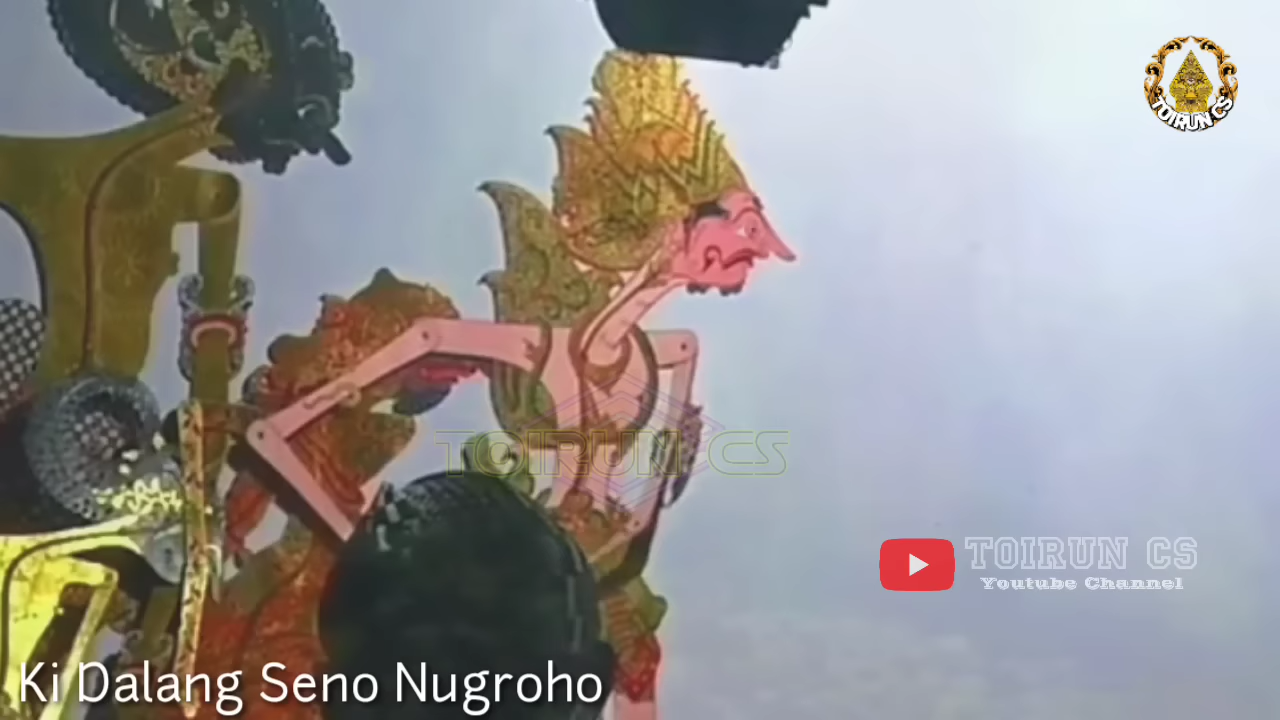 TOIRUN CS
TOIRUN CS
TOIRUN CS
Youtube Channel
Ki Dalang Seno Nugroho